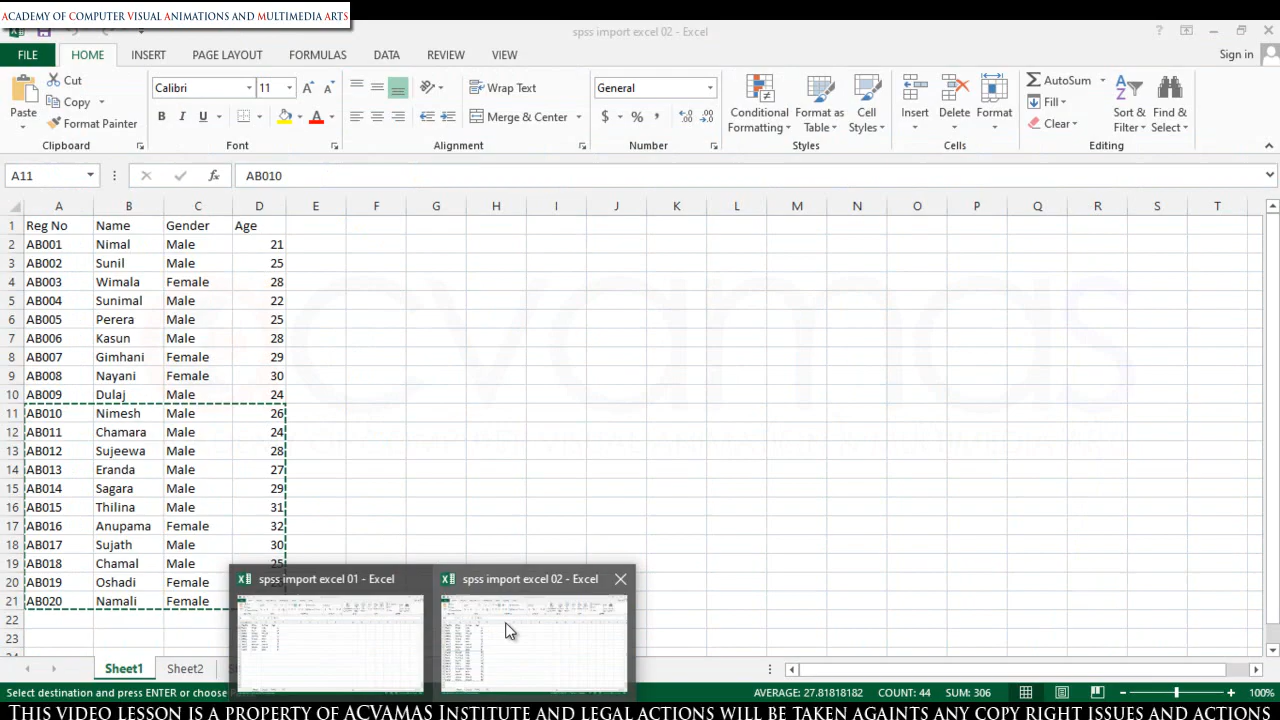 ACADEMY OF COMPUTER VISUAL ANIMATIONS AND MULTIMEDIA ARTS
spss import excel 02 - Excel
FILE HOME INSERT PAGE LAYOUT FORMULAS DATA REVIEW VIEW Sign in
Paste Cut Copy Format Painter
Calibri 11
B I U
Wrap Text
Merge & Center
General
$ % ,
Conditional Formatting
Format as Table
Cell Styles
Insert Delete Format
AutoSum
Fill
Clear
Sort & Filter
Find & Select
Clipboard Font Alignment Number Styles Cells Editing
A11 fx AB010
A B C D E F G H I J K L M N O P Q R S T
1 Reg No Name Gender Age
2 AB001 Nimal Male 21
3 AB002 Sunil Male 25
4 AB003 Wimala Female 28
5 AB004 Sunimal Male 22
6 AB005 Perera Male 25
7 AB006 Kasun Male 28
8 AB007 Gimhani Female 29
9 AB008 Nayani Female 30
10 AB009 Dulaj Male 24
11 AB010 Nimesh Male 26
12 AB011 Chamara Male 24
13 AB012 Sujeewa Male 28
14 AB013 Eranda Male 27
15 AB014 Sagara Male 29
16 AB015 Thilina Male 31
17 AB016 Anupama Female 32
18 AB017 Sujath Male 30
19 AB018 Chamal Male 25
20 AB019 Oshadi Female
21 AB020 Namali Female
22
23
spss import excel 01 - Excel
spss import excel 02 - Excel
Sheet1 Sheet2
Select destination and press ENTER or choose AVERAGE: 27.81818182 COUNT: 44 SUM: 306 100%
THIS VIDEO LESSON IS A PROPERTY OF ACVAMAS INSTITUTE AND LEGAL ACTIONS WILL BE TAKEN AGAINTS ANY COPY RIGHT ISSUES AND ACTIONS